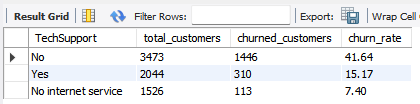 Result Grid Filter Rows: Export: Wrap Cell
TechSupport total_customers churned_customers churn_rate
No 3473 1446 41.64
Yes 2044 310 15.17
No internet service 1526 113 7.40